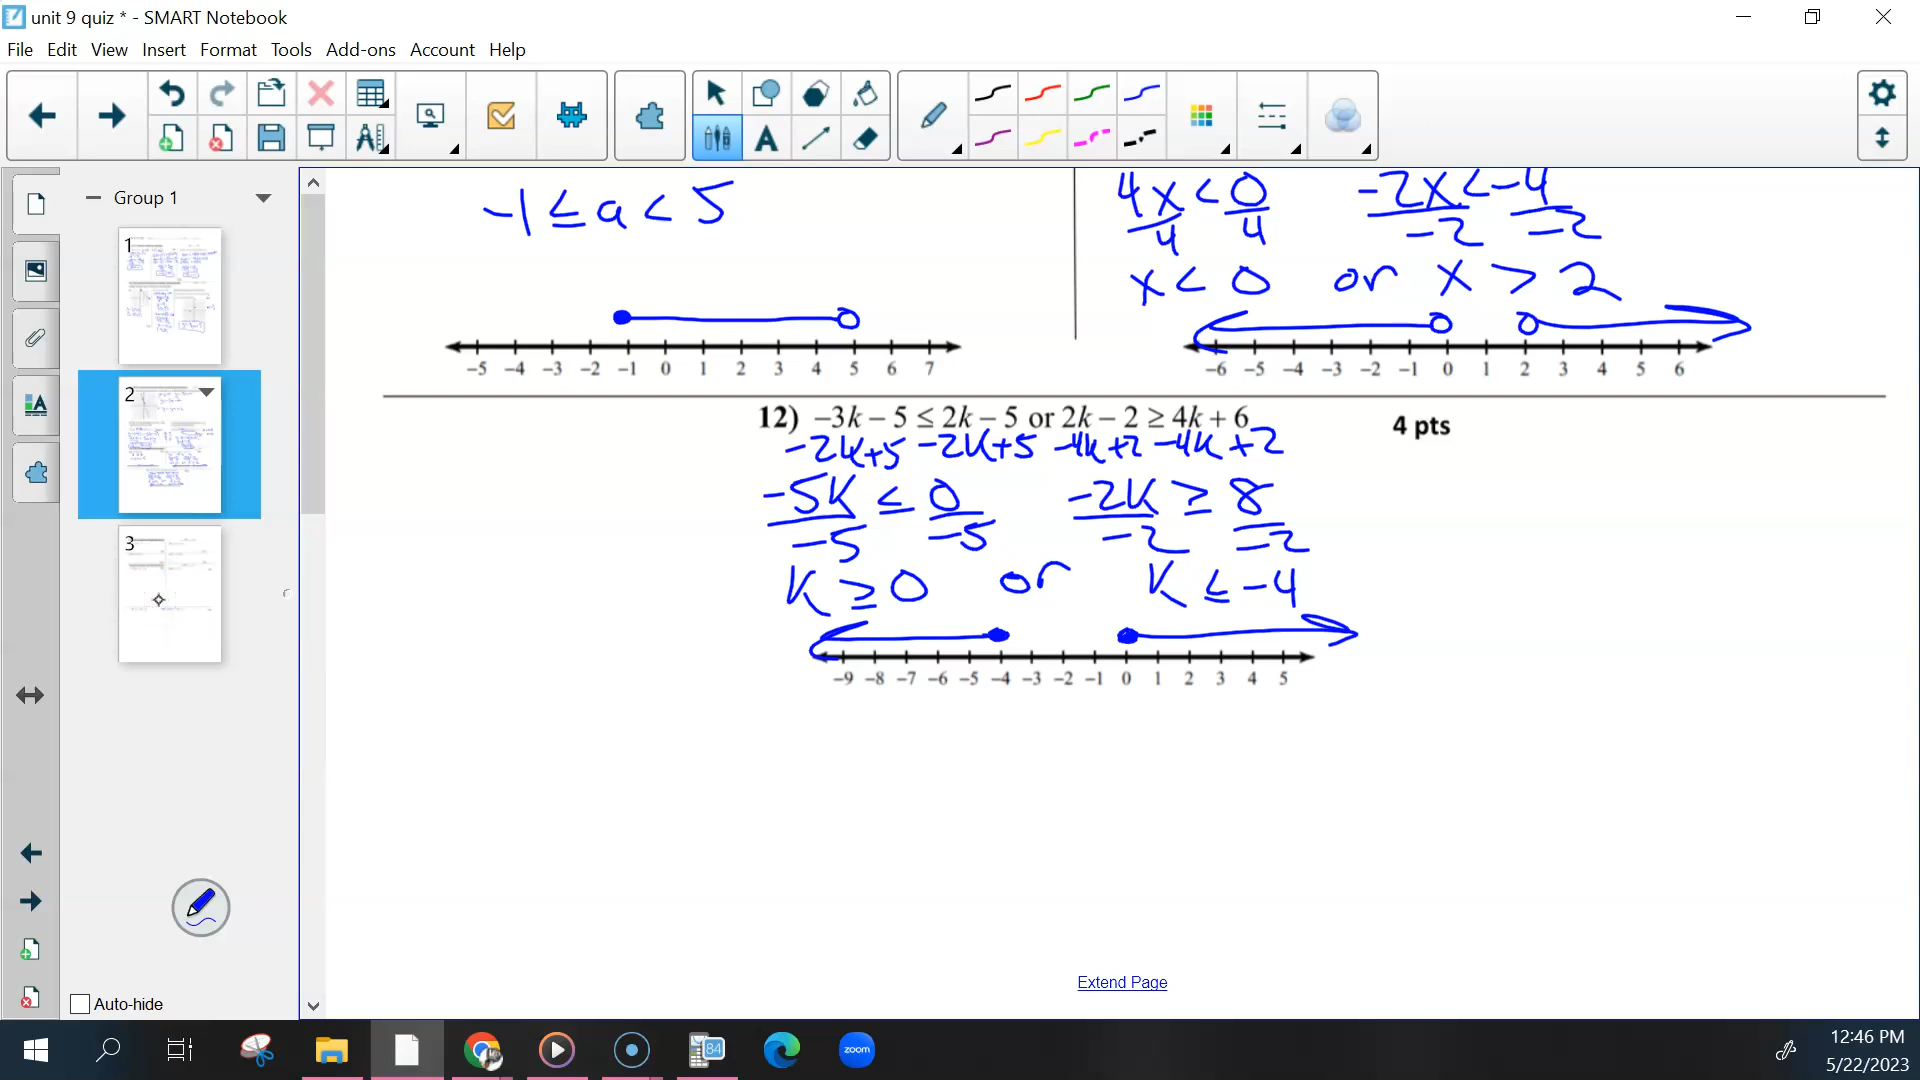 unit 9 quiz * - SMART Notebook
File Edit View Insert Format Tools Add-ons Account Help
Group 1
1
2
3
Auto-hide
-1 ≤ a < 5
-5 -4 -3 -2 -1 0 1 2 3 4 5 6 7
4x < 0 -2x < -4
4 4 -2 -2
x < 0 or x > 2
-6 -5 -4 -3 -2 -1 0 1 2 3 4 5 6
12) -3k - 5 ≤ 2k - 5 or 2k - 2 ≥ 4k + 6 4 pts
-2k+5 -2k+5 -4k+2 -4k+2
-5k ≤ 0 -2k ≥ 8
-5 -5 -2 -2
k ≥ 0 or k ≤ -4
-9 -8 -7 -6 -5 -4 -3 -2 -1 0 1 2 3 4 5
Extend Page
84
zoom
12:46 PM
5/22/2023